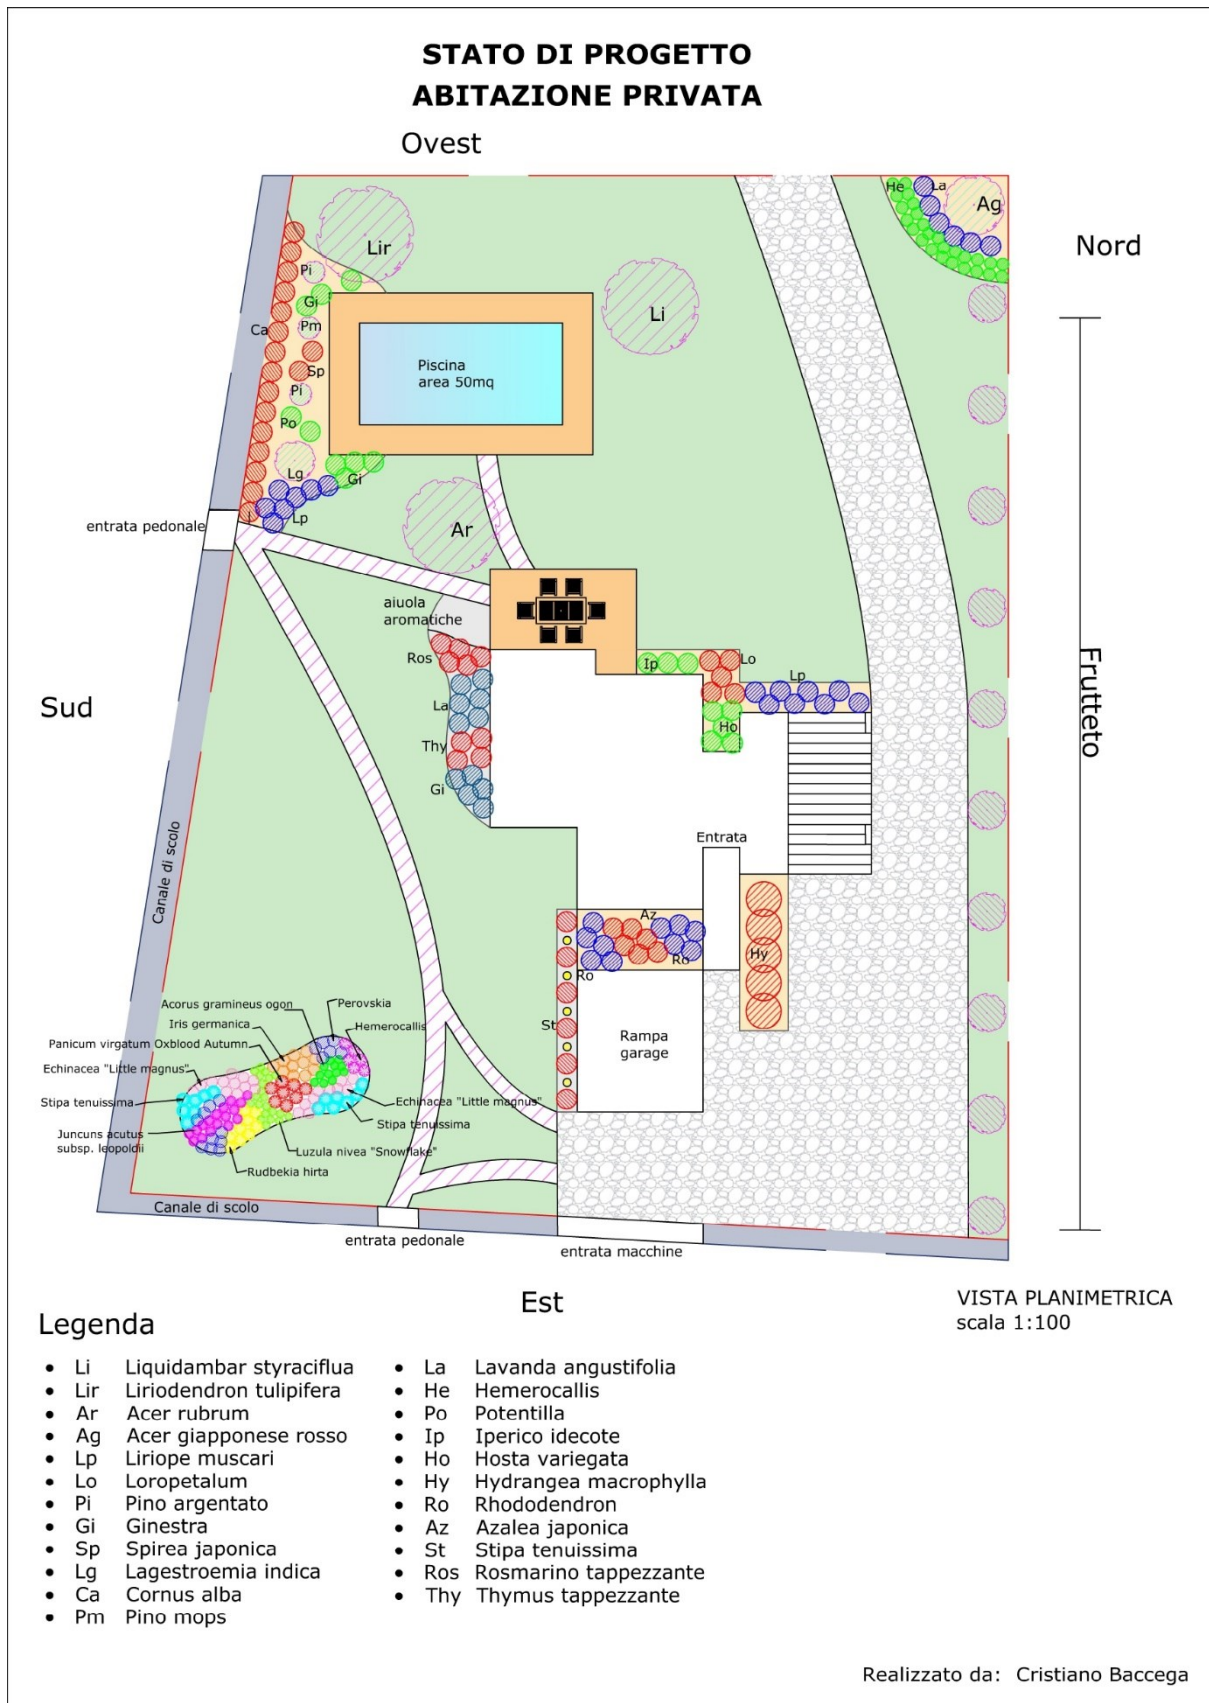 STATO DI PROGETTO
ABITAZIONE PRIVATA
Ovest
Nord
Sud
Est
He
La
Ag
Lir
Li
Pi
Gi
Pm
Ca
Sp
Pi
Po
Lg
Gi
Lp
Piscina
area 50mq
entrata pedonale
Ar
aiuola
aromatiche
Ros
La
Thy
Gi
Ip
Lo
Lp
Ho
Frutteto
Entrata
Canale di scolo
Az
Ro
Hy
Ro
St
Rampa
garage
Acorus gramineus ogon
Perovskia
Iris germanica
Hemerocallis
Panicum virgatum Oxblood Autumn
Echinacea "Little magnus"
Stipa tenuissima
Echinacea "Little magnus"
Stipa tenuissima
Juncuns acutus
subsp. leopoldii
Luzula nivea "Snowflake"
Rudbekia hirta
Canale di scolo
entrata pedonale
entrata macchine
VISTA PLANIMETRICA
scala 1:100
Legenda
• Li Liquidambar styraciflua
• Lir Liriodendron tulipifera
• Ar Acer rubrum
• Ag Acer giapponese rosso
• Lp Liriope muscari
• Lo Loropetalum
• Pi Pino argentato
• Gi Ginestra
• Sp Spirea japonica
• Lg Lagestroemia indica
• Ca Cornus alba
• Pm Pino mops
• La Lavanda angustifolia
• He Hemerocallis
• Po Potentilla
• Ip Iperico idecote
• Ho Hosta variegata
• Hy Hydrangea macrophylla
• Ro Rhododendron
• Az Azalea japonica
• St Stipa tenuissima
• Ros Rosmarino tappezzante
• Thy Thymus tappezzante
Realizzato da: Cristiano Baccega